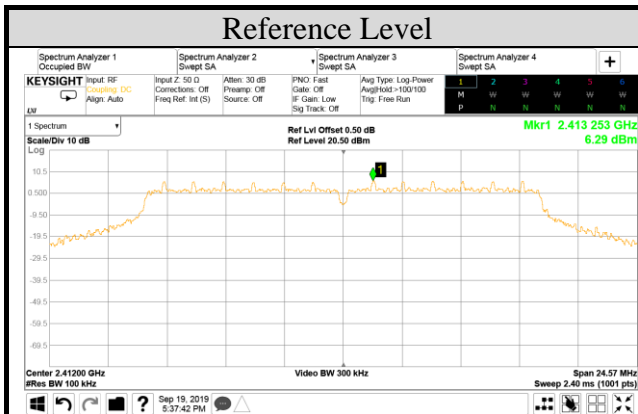 Reference Level
Spectrum Analyzer 1
Occupied BW
Spectrum Analyzer 2
Swept SA
Spectrum Analyzer 3
Swept SA
Spectrum Analyzer 4
Swept SA
+
KEYSIGHT
Input: RF
Coupling: DC
Align: Auto
Input Z: 50 Ω
Corrections: Off
Freq Ref: Int (S)
Atten: 30 dB
Preamp: Off
Source: Off
PNO: Fast
Gate: Off
IF Gain: Low
Sig Track: Off
Avg Type: Log-Power
Avg|Hold:>100/100
Trig: Free Run
1 2 3 4 5 6
M W W W W W
P N N N N N
LXI
1 Spectrum
Scale/Div 10 dB
Log
Ref Lvl Offset 0.50 dB
Ref Level 20.50 dBm
Mkr1 2.413 253 GHz
6.29 dBm
1
10.5
0.500
-9.50
-19.5
-29.5
-39.5
-49.5
-59.5
-69.5
Center 2.41200 GHz
#Res BW 100 kHz
Video BW 300 kHz
Span 24.57 MHz
Sweep 2.40 ms (1001 pts)
?
Sep 19, 2019
5:37:42 PM